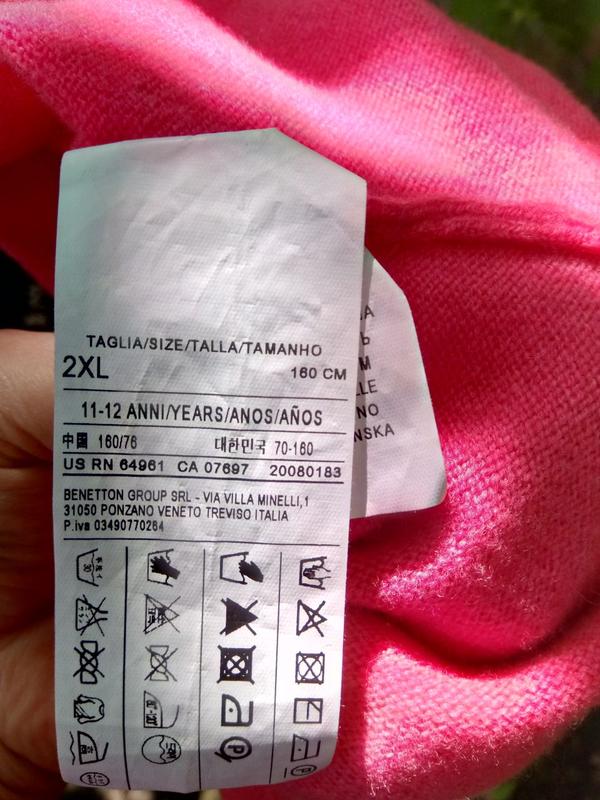 TAGLIA/SIZE/TALLA/TAMANHO
2XL 160 CM
11-12 ANNI/YEARS/ANOS/AÑOS
中国 160/76 대한민국 70-160
US RN 64961 CA 07697 20080183
BENETTON GROUP SRL - VIA VILLA MINELLI,1
31050 PONZANO VENETO TREVISO ITALIA
P.iva 03490770264